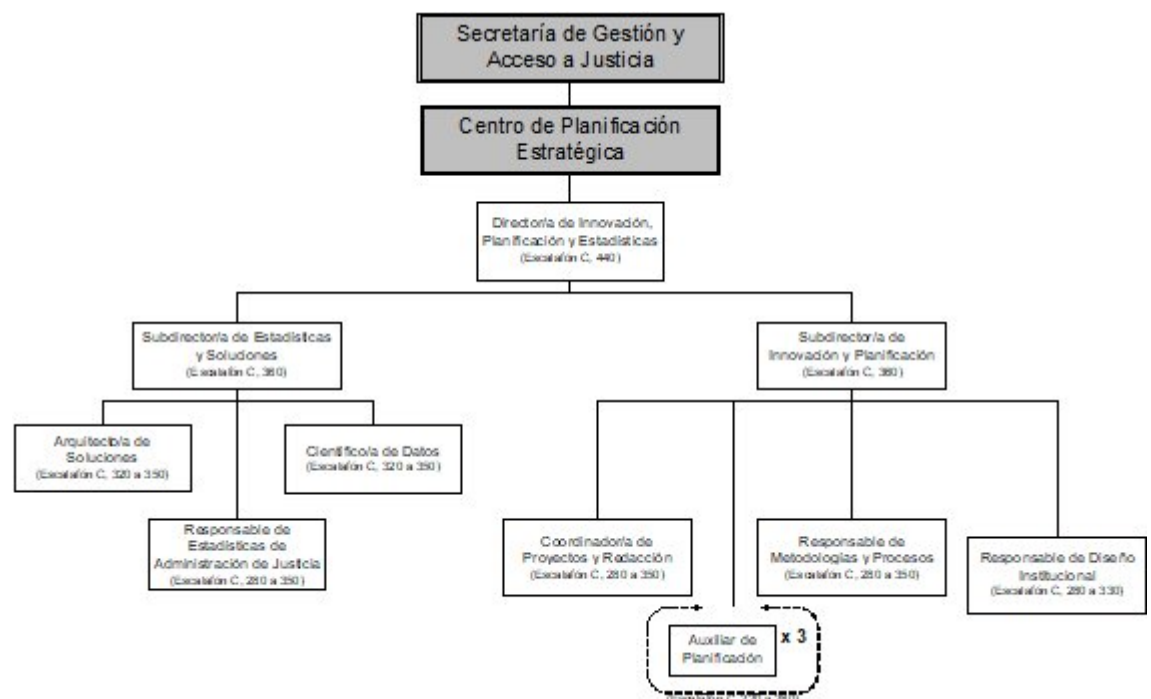 Secretaría de Gestión y
Acceso a Justicia
Centro de Planificación
Estratégica
Director/a de Innovación,
Planificación y Estadísticas
(Escalafón C, 440)
Subdirector/a de Estadísticas
y Soluciones
(Escalafón C, 360)
Subdirector/a de
Innovación y Planificación
(Escalafón C, 360)
Arquitecto/a de
Soluciones
(Escalafón C, 320 a 350)
Científico/a de Datos
(Escalafón C, 320 a 350)
Responsable de
Estadísticas de
Administración de Justicia
(Escalafón C, 280 a 350)
Coordinador/a de
Proyectos y Redacción
(Escalafón C, 280 a 350)
Responsable de
Metodologías y Procesos
(Escalafón C, 280 a 350)
Responsable de Diseño
Institucional
(Escalafón C, 280 a 330)
Auxiliar de
Planificación
x 3